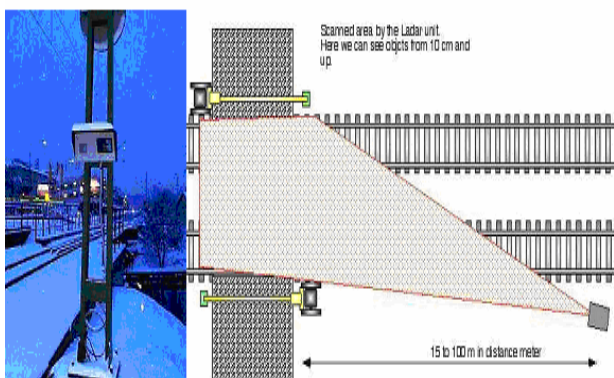 Scanned area by the Ladar unit.
Here we can see objcts from 10 cm and
up.
15 to 100 m in distance meter